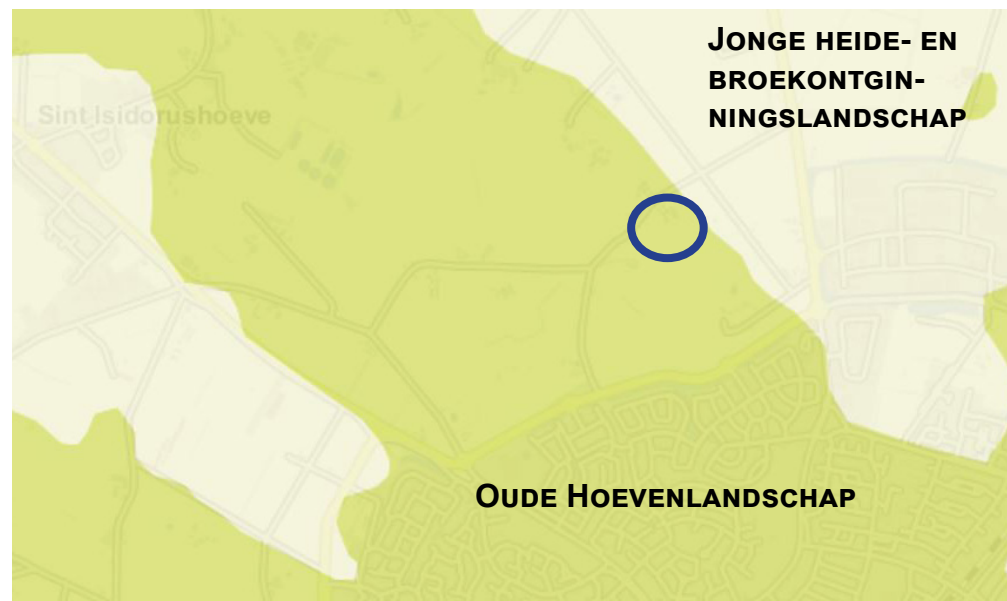 JONGE HEIDE- EN
BROEKONTGIN-
NINGSLANDSCHAP
Sint Isidorushoeve
OUDE HOEVENLANDSCHAP